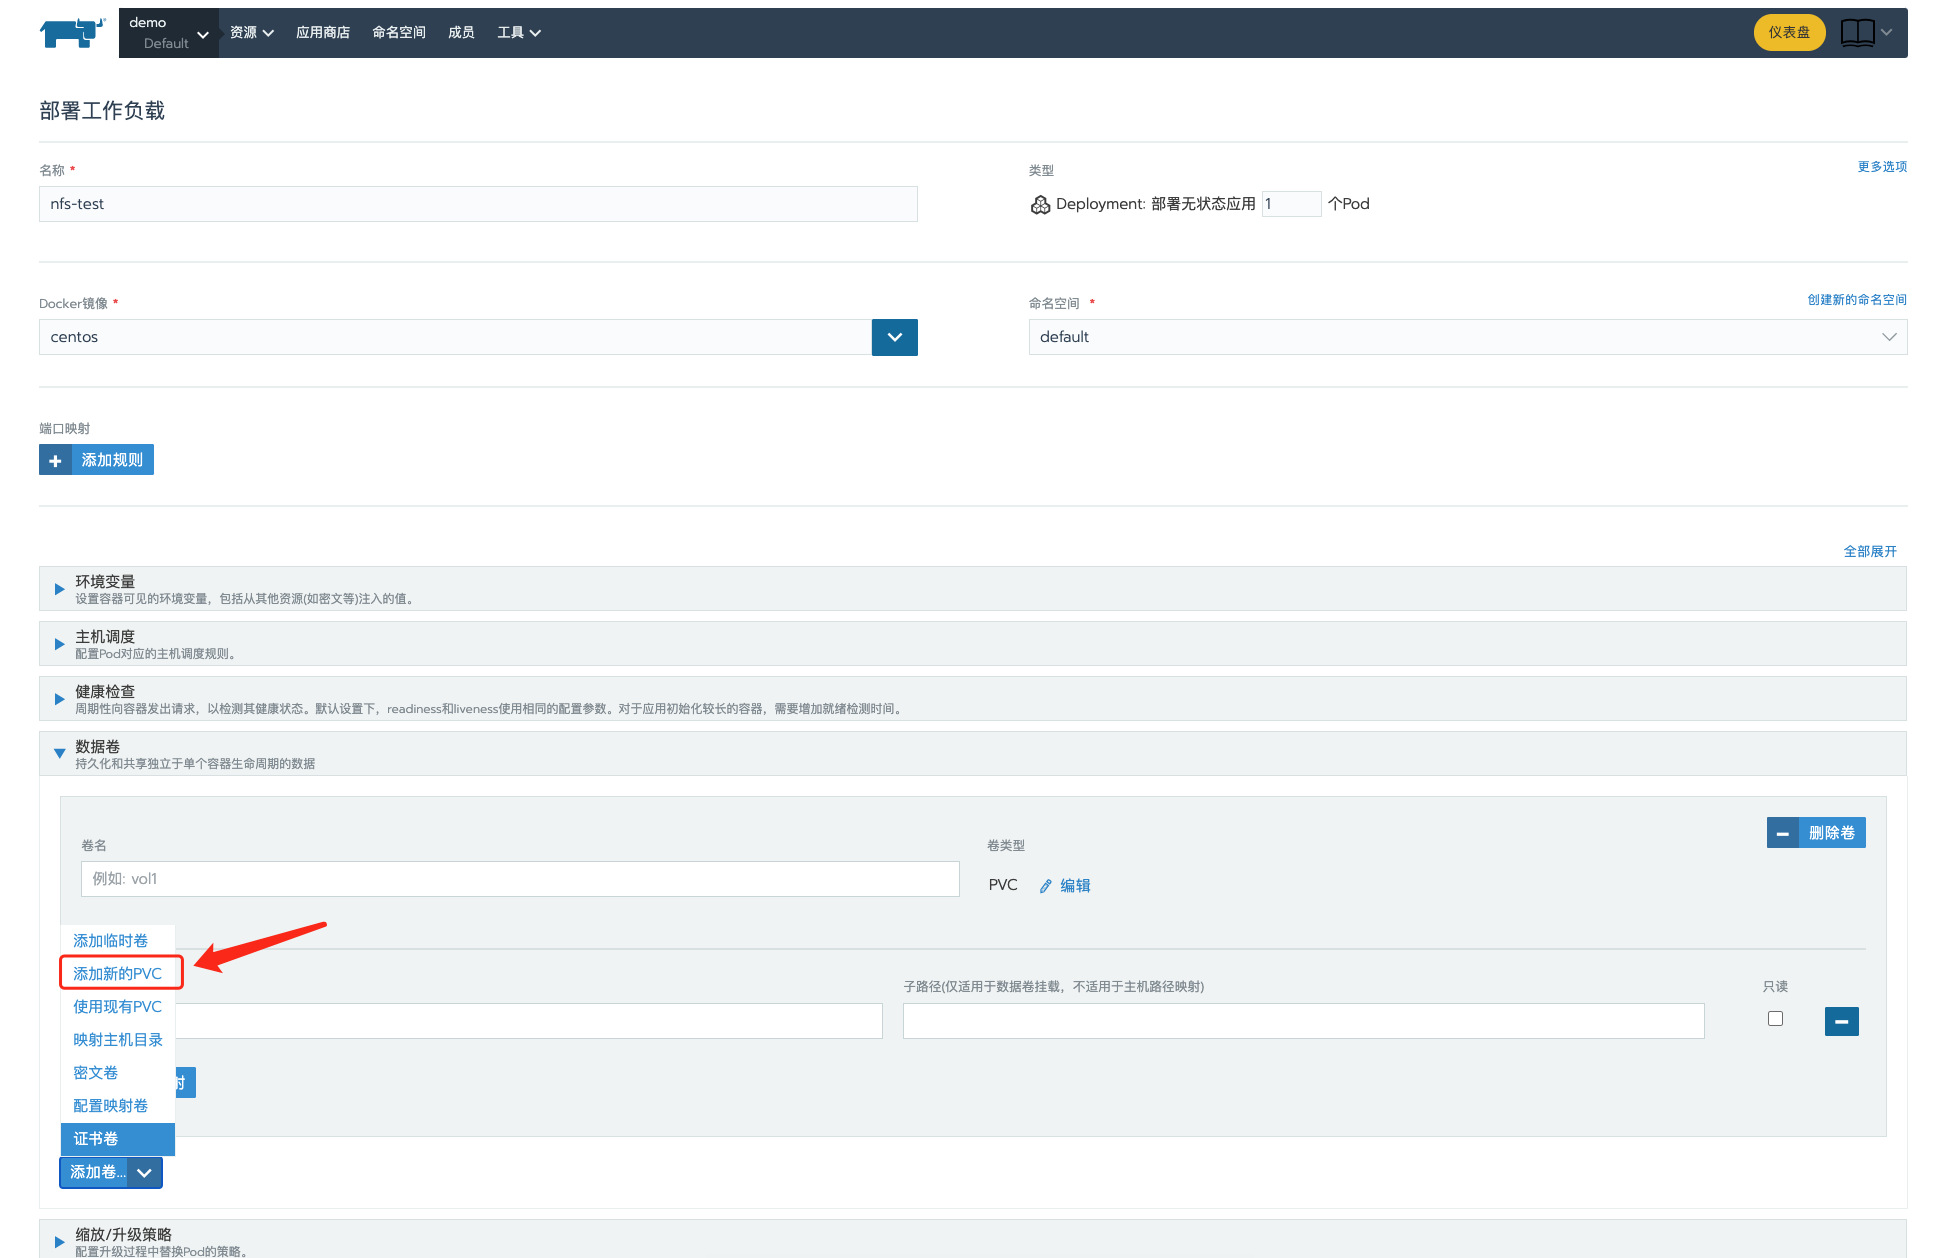 demo
Default
资源
应用商店
命名空间
成员
工具
仪表盘
部署工作负载
名称 *
类型
更多选项
nfs-test
Deployment: 部署无状态应用 1 个Pod
Docker镜像 *
命名空间 *
创建新的命名空间
centos
default
端口映射
添加规则
全部展开
环境变量
设置容器可见的环境变量，包括从其他资源(如密文等)注入的值。
主机调度
配置Pod对应的主机调度规则。
健康检查
周期性向容器发出请求，以检测其健康状态。默认设置下，readiness和liveness使用相同的配置参数。对于应用初始化较长的容器，需要增加就绪检测时间。
数据卷
持久化和共享独立于单个容器生命周期的数据
删除卷
卷名
卷类型
例如: vol1
PVC 编辑
添加临时卷
添加新的PVC
使用现有PVC
映射主机目录
密文卷
配置映射卷
证书卷
子路径(仅适用于数据卷挂载，不适用于主机路径映射)
只读
射
添加卷...
缩放/升级策略
配置升级过程中替换Pod的策略。